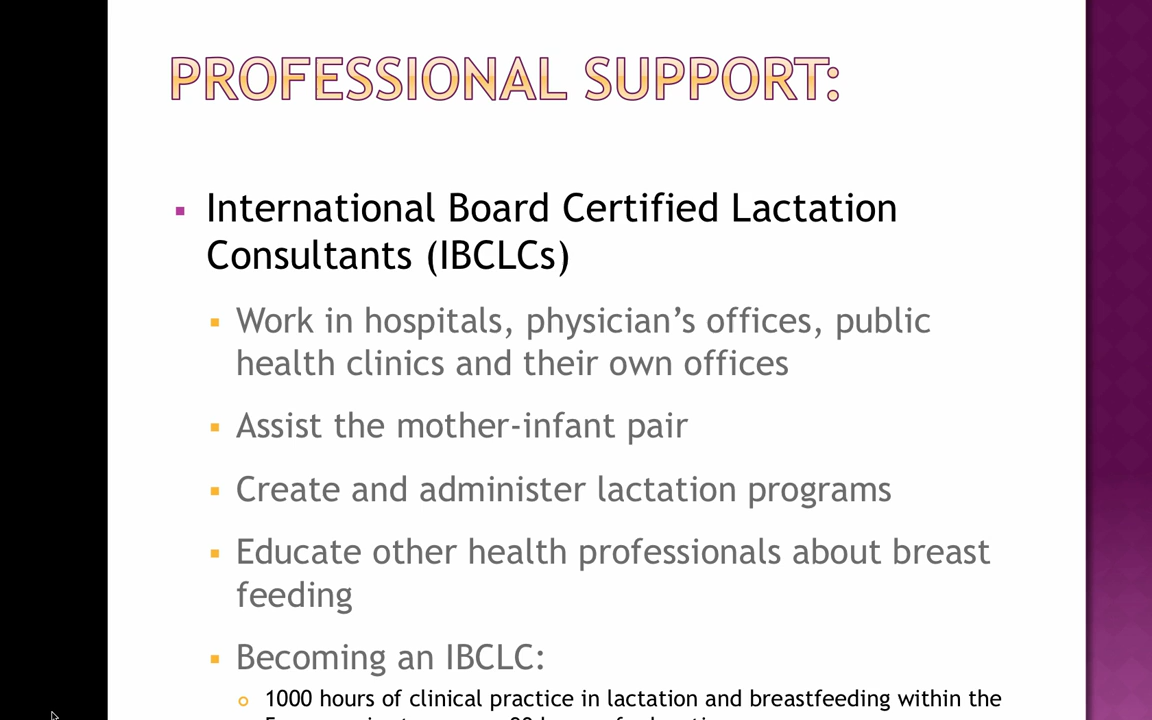 PROFESSIONAL SUPPORT:
International Board Certified Lactation
Consultants (IBCLCs)
Work in hospitals, physician’s offices, public
health clinics and their own offices
Assist the mother-infant pair
Create and administer lactation programs
Educate other health professionals about breast
feeding
Becoming an IBCLC:
1000 hours of clinical practice in lactation and breastfeeding within the